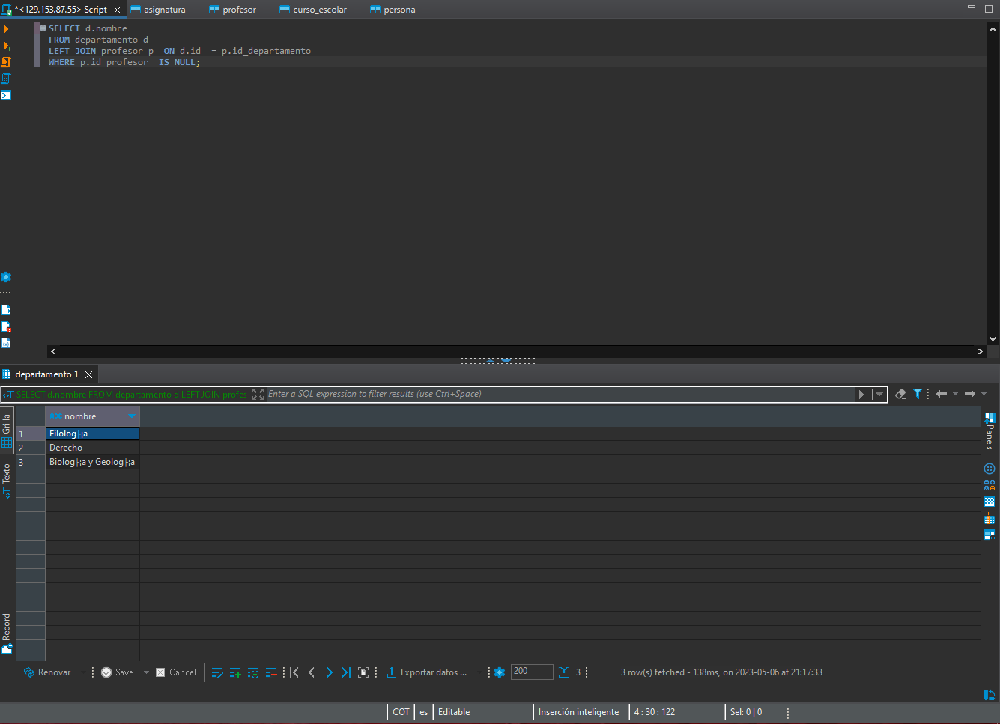 *<129.153.87.55> Script
asignatura
profesor
curso_escolar
persona
SELECT d.nombre
FROM departamento d
LEFT JOIN profesor p ON d.id = p.id_departamento
WHERE p.id_profesor IS NULL;
departamento 1
SELECT d.nombre FROM departamento d LEFT JOIN profes
Enter a SQL expression to filter results (use Ctrl+Space)
Grilla
Texto
Record
Panels
ABC nombre
1 Filolog├¡a
2 Derecho
3 Biolog├¡a y Geolog├¡a
Renovar
Save
Cancel
Exportar datos ...
200
3
... 3 row(s) fetched - 138ms, on 2023-05-06 at 21:17:33
COT
es
Editable
Inserción inteligente
4 : 30 : 122
Sel: 0 | 0